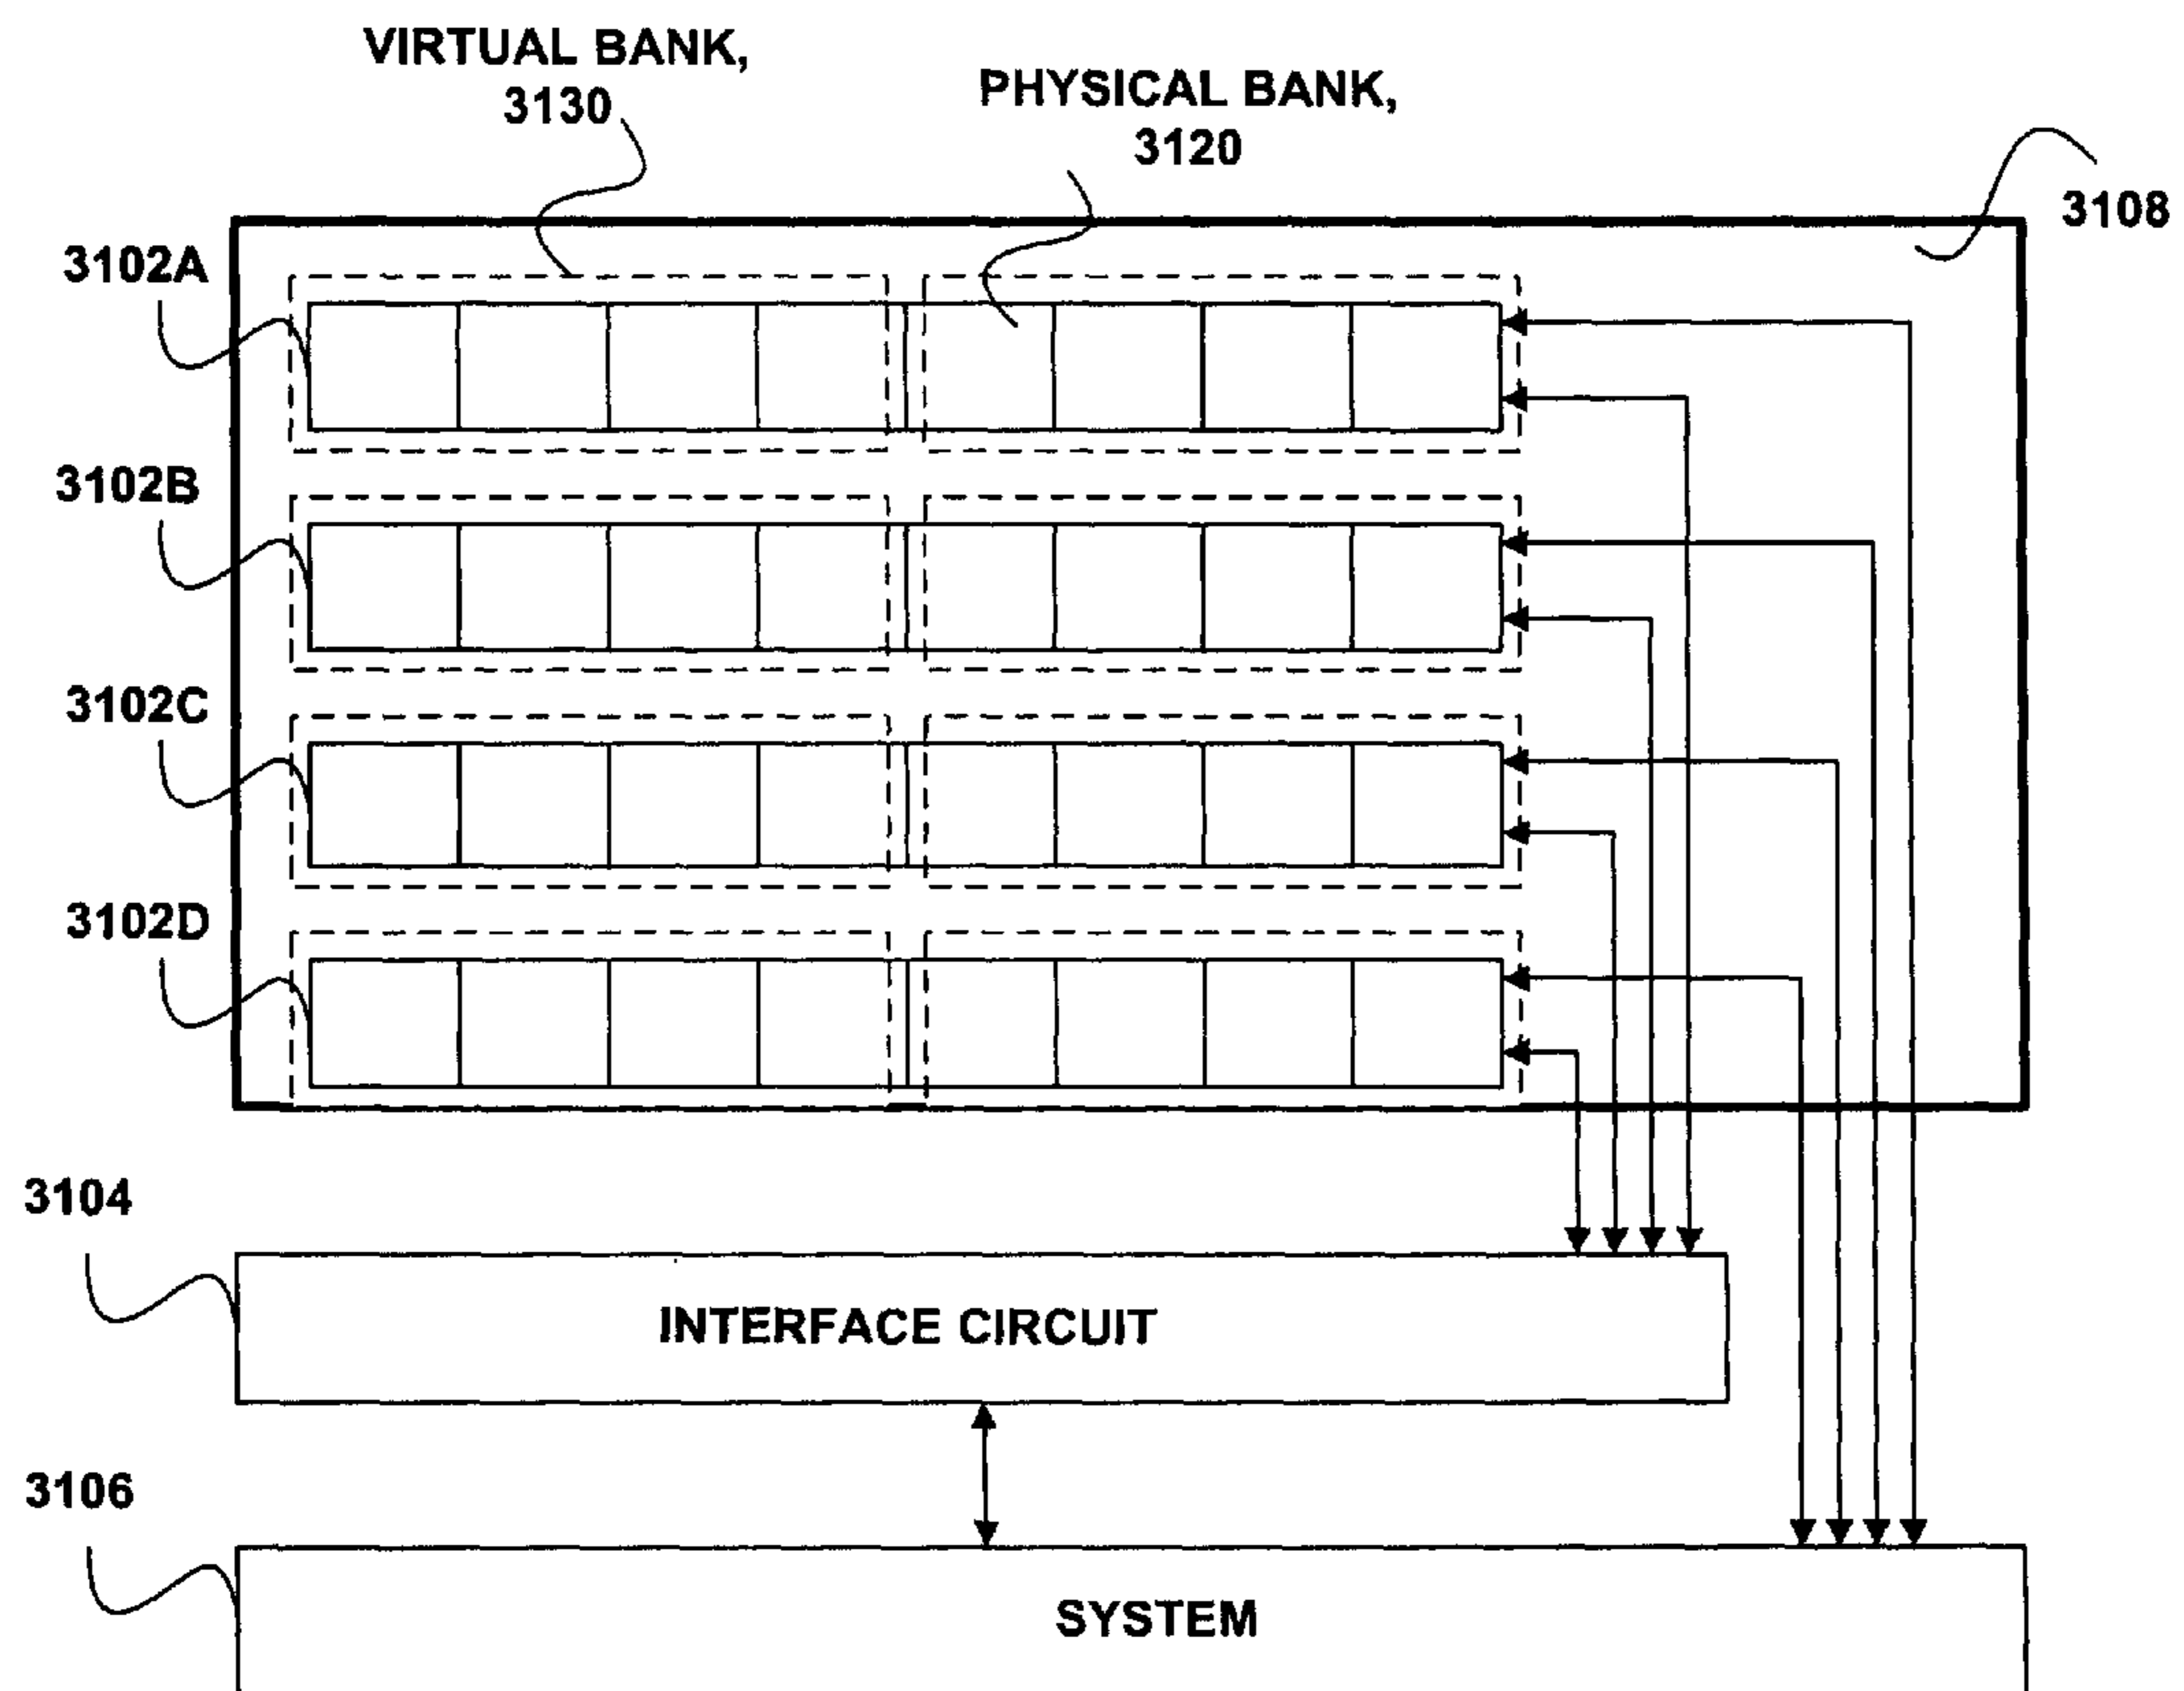 VIRTUAL BANK,
3130
PHYSICAL BANK,
3120
3108
3102A
3102B
3102C
3102D
3104
INTERFACE CIRCUIT
3106
SYSTEM